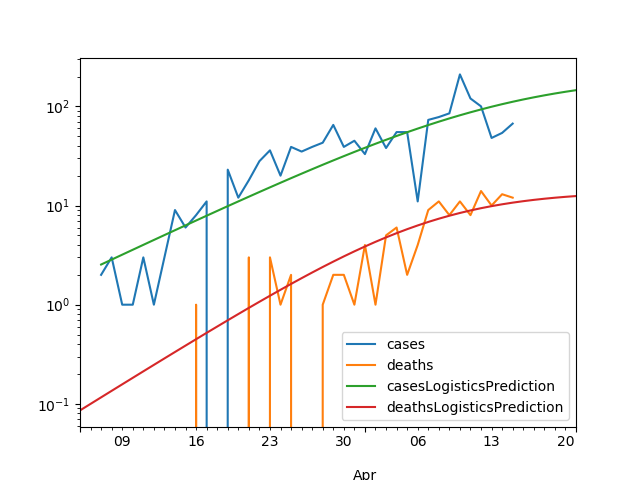 10²
10¹
10⁰
10⁻¹
09 16 23 30 06 13 20
Apr
cases
deaths
casesLogisticsPrediction
deathsLogisticsPrediction